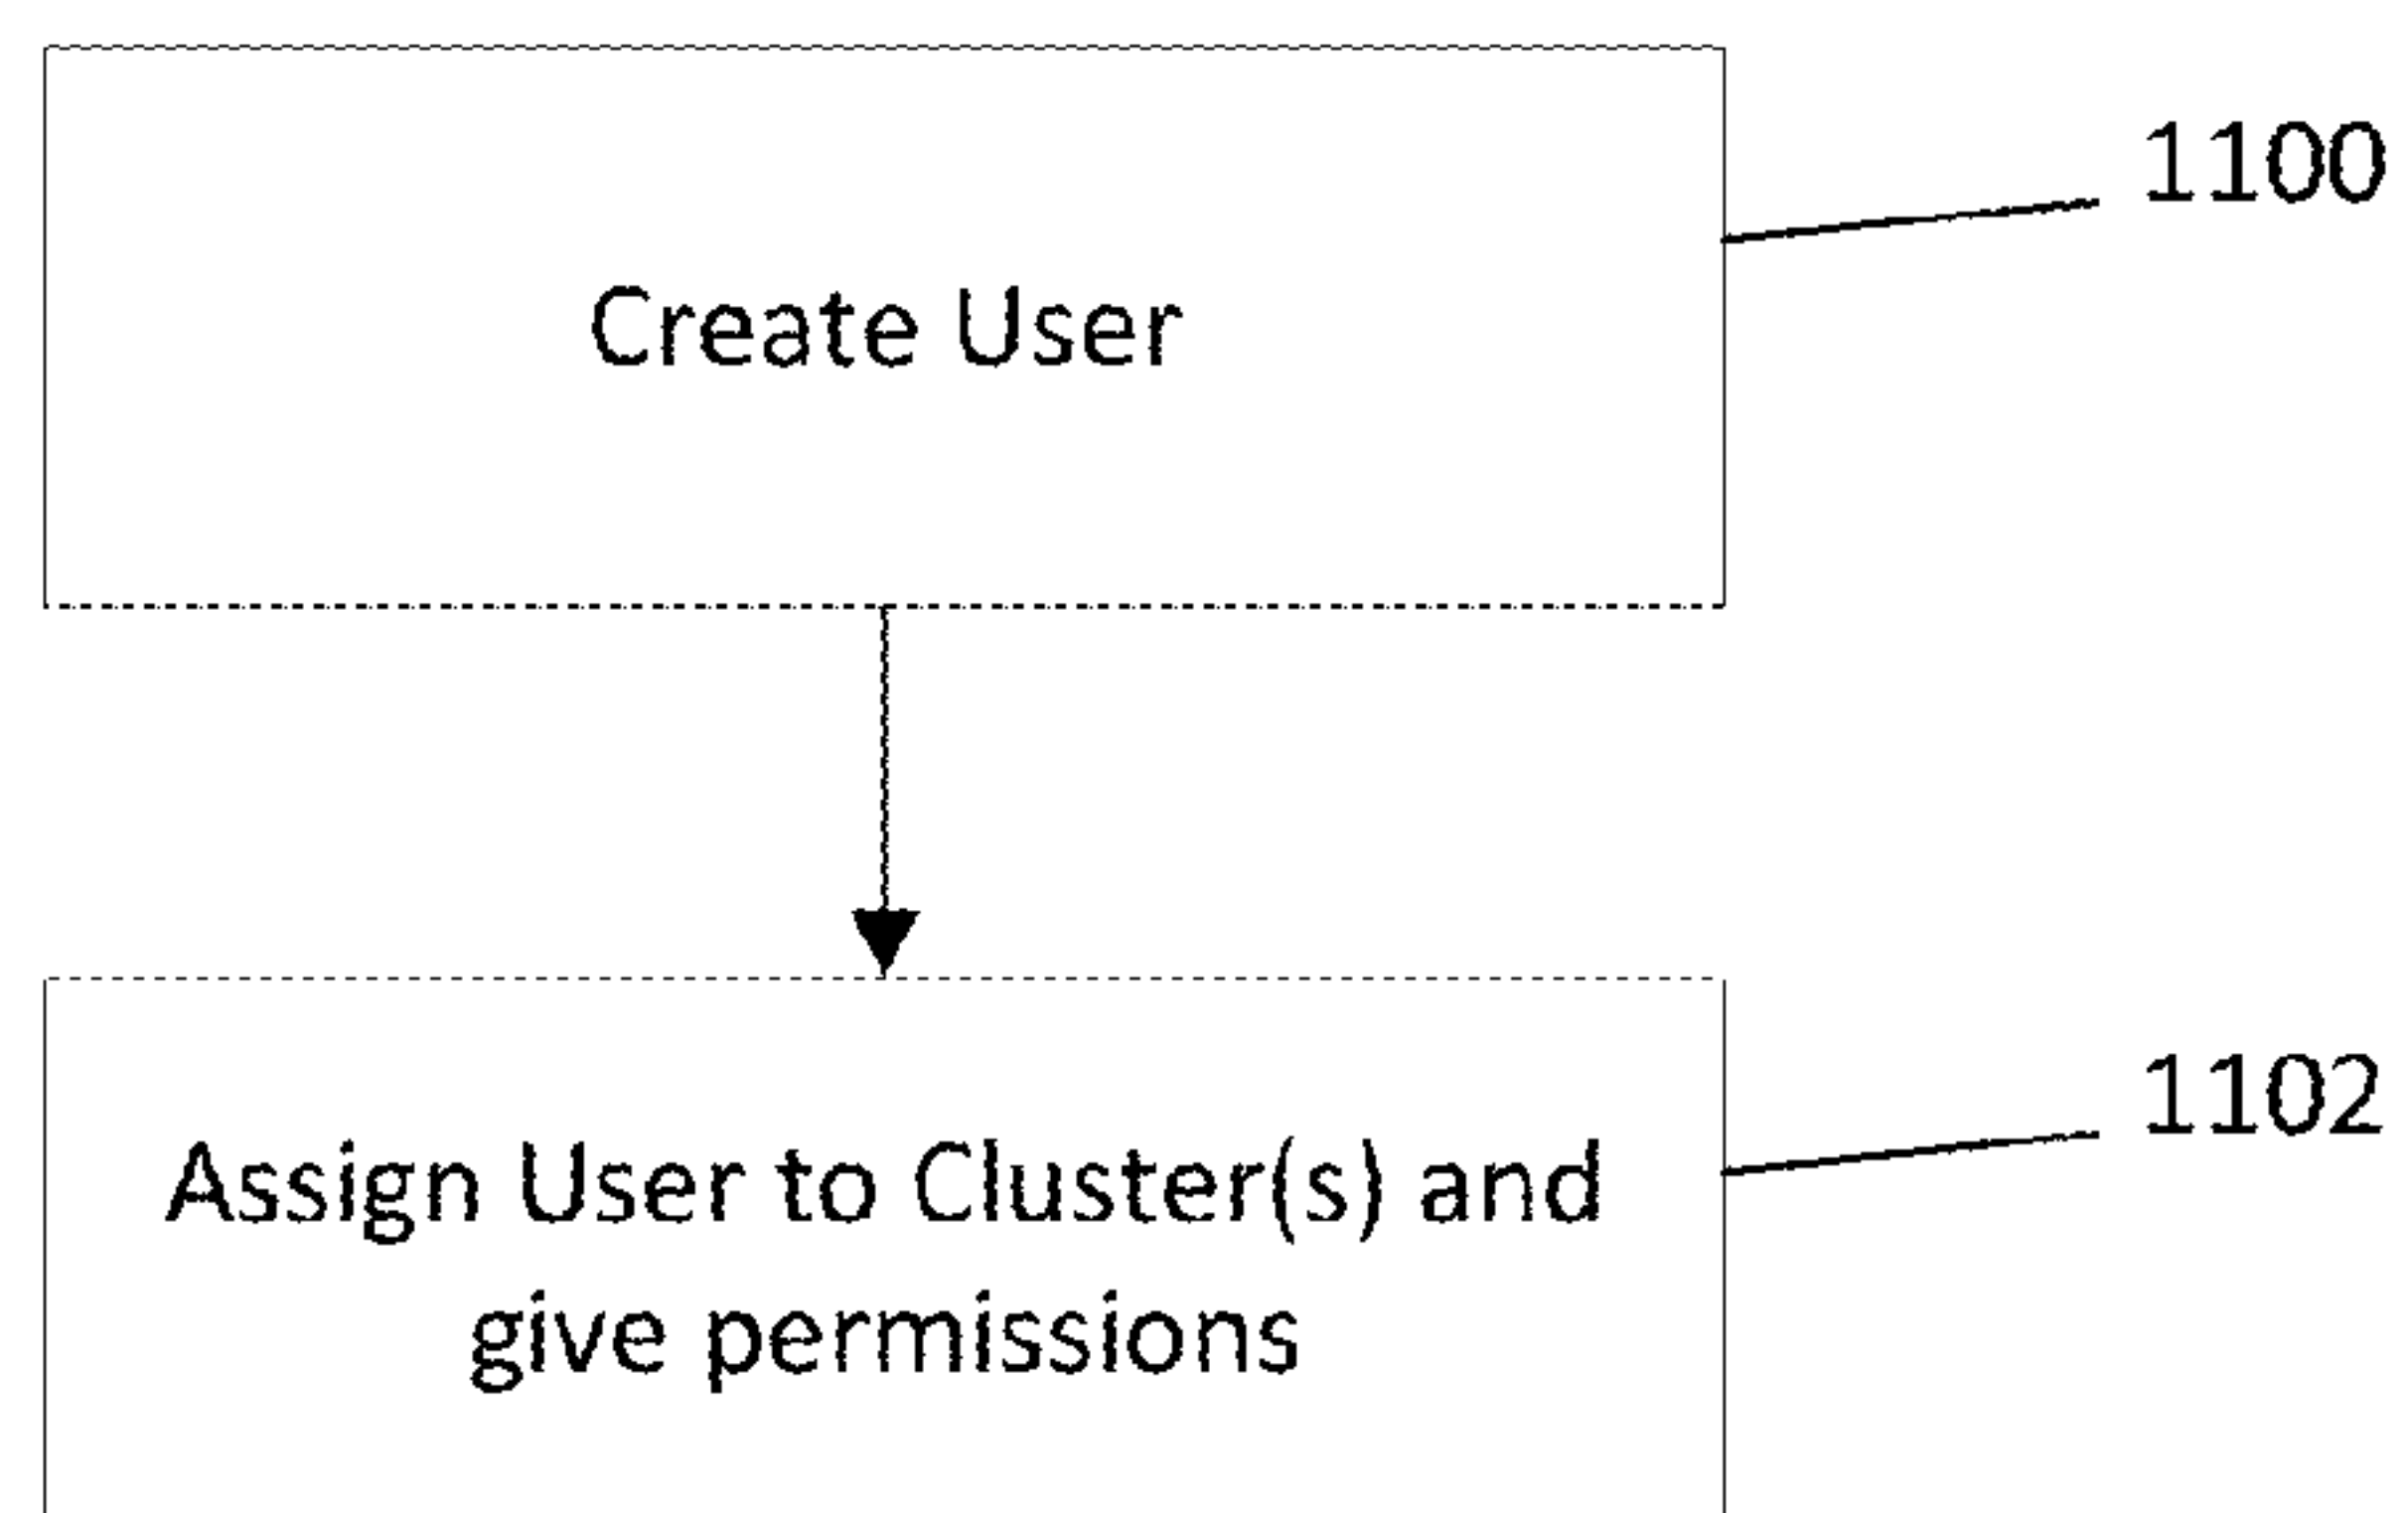 1100
Create User
1102
Assign User to Cluster(s) and
give permissions